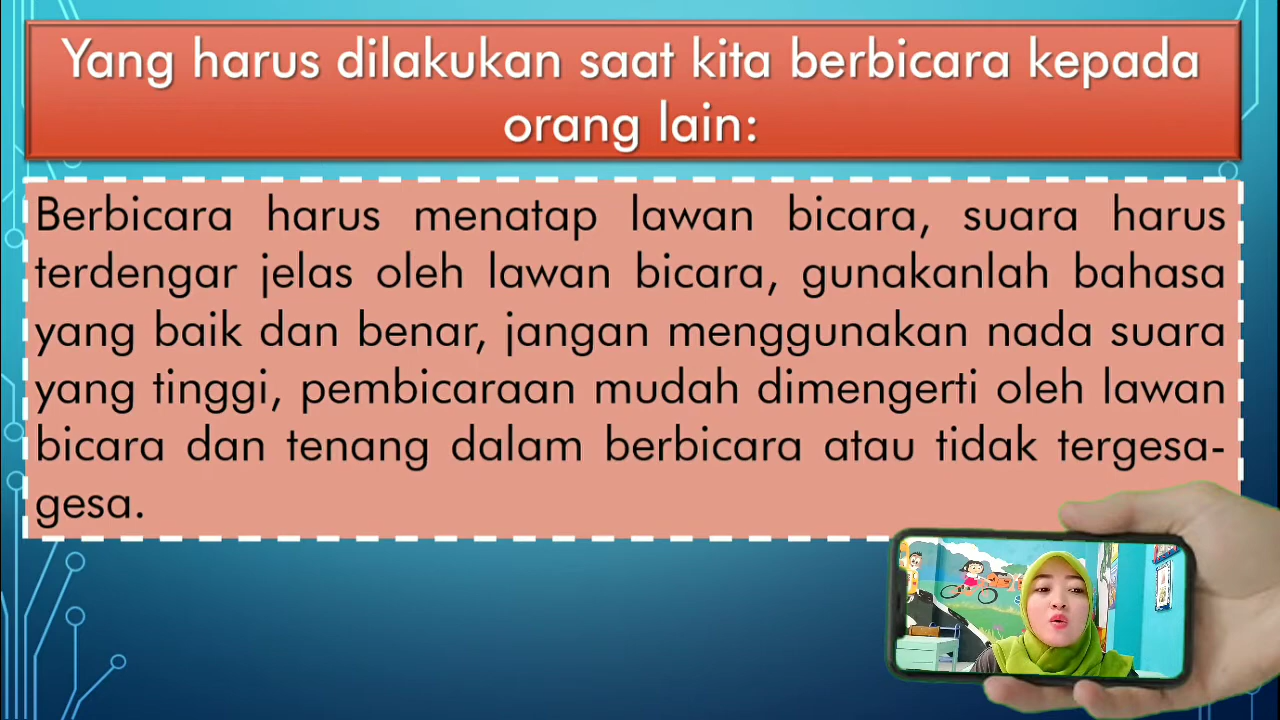 Yang harus dilakukan saat kita berbicara kepada
orang lain:
Berbicara harus menatap lawan bicara, suara harus
terdengar jelas oleh lawan bicara, gunakanlah bahasa
yang baik dan benar, jangan menggunakan nada suara
yang tinggi, pembicaraan mudah dimengerti oleh lawan
bicara dan tenang dalam berbicara atau tidak tergesa-
gesa.